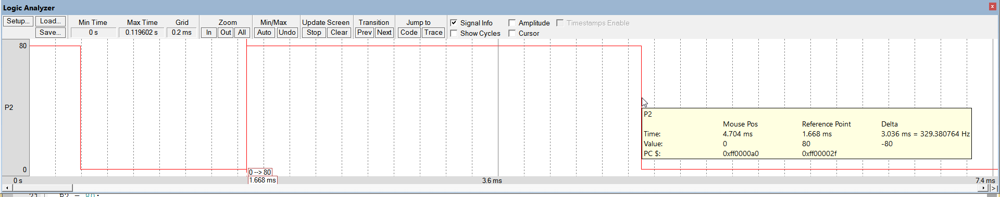 Logic Analyzer
Setup... Load... Min Time Max Time Grid Zoom Min/Max Update Screen Transition Jump to Signal Info Amplitude Timestamps Enable
Save... 0 s 0.119602 s 0.2 ms In Out All Auto Undo Stop Clear Prev Next Code Trace Show Cycles Cursor
80
P2
0
P2
Mouse Pos Reference Point Delta
Time: 4.704 ms 1.668 ms 3.036 ms = 329.380764 Hz
Value: 0 80 -80
PC $: 0xff0000a0 0xff00002f
0 --> 80
1.668 ms
0 s 3.6 ms 7.4 ms
21 P2 = 80;